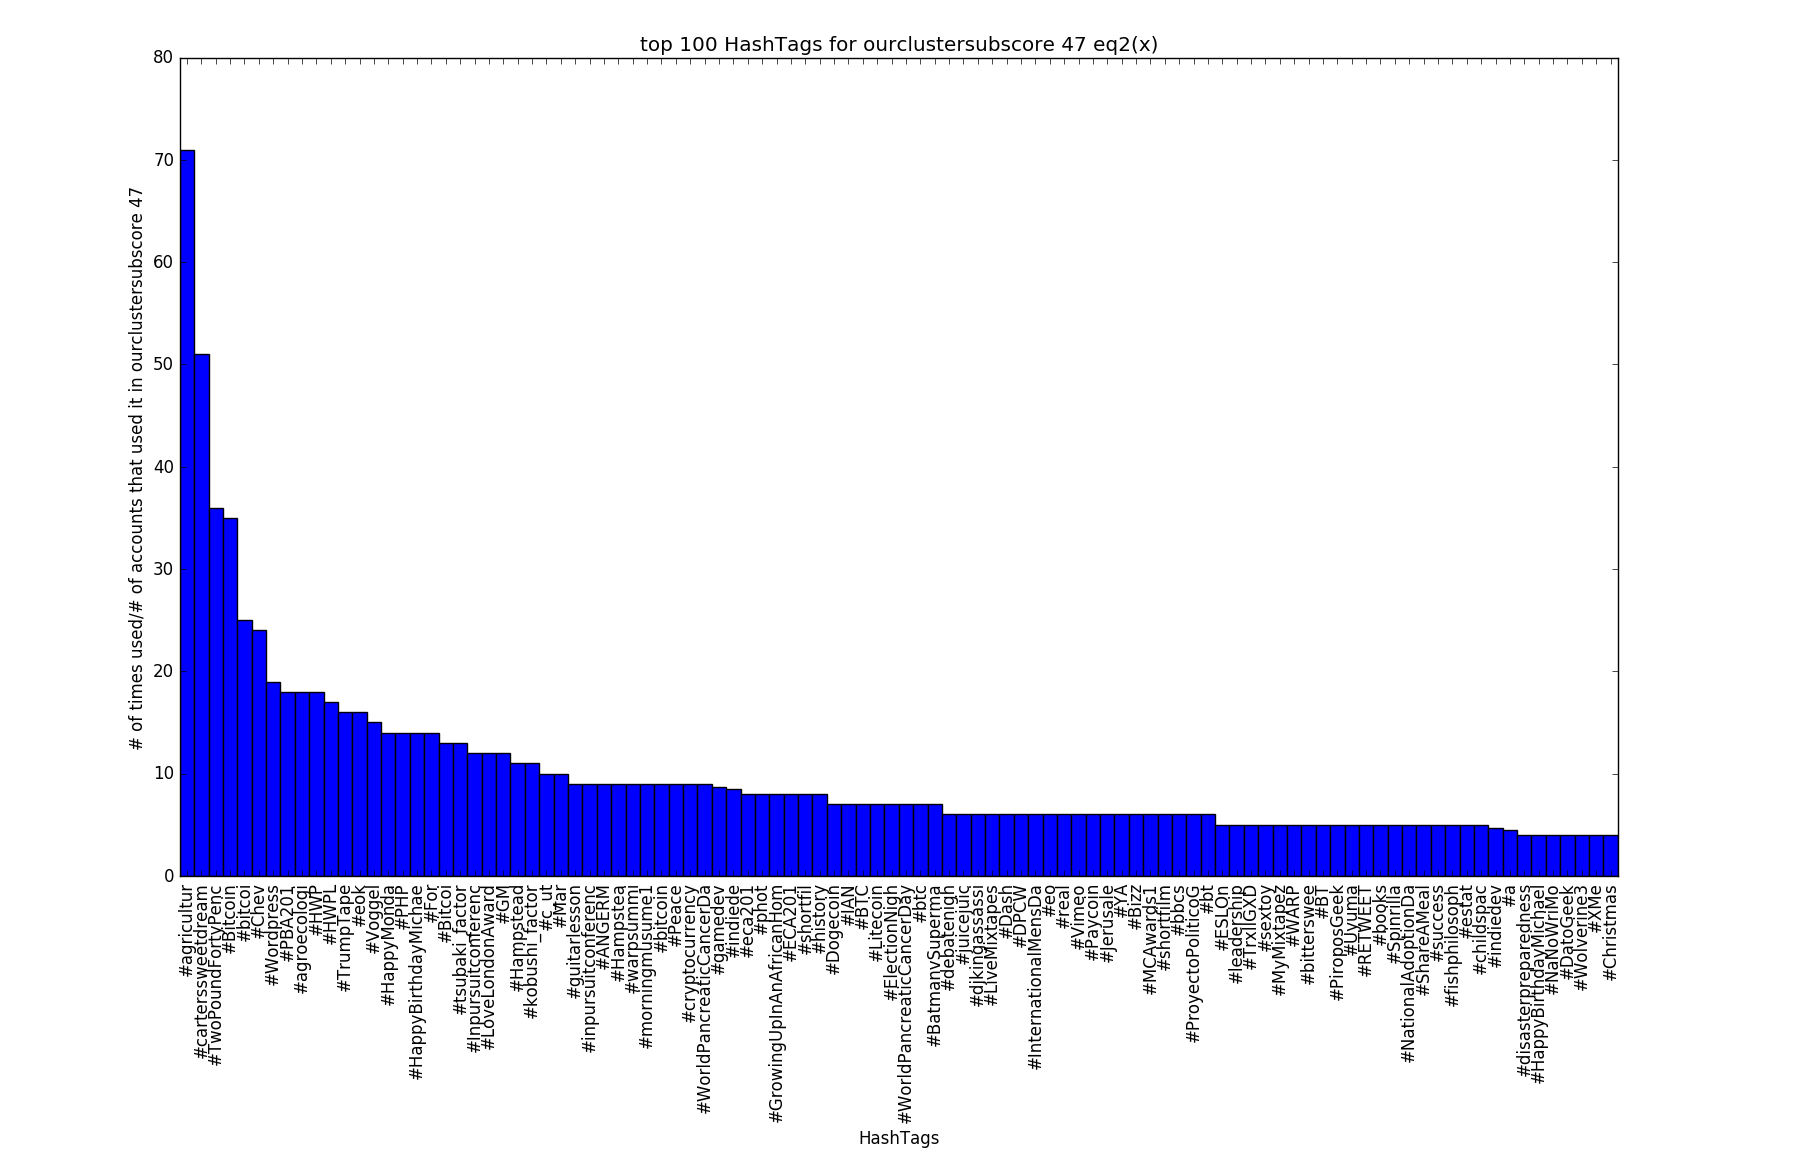 top 100 HashTags for ourclustersubscore 47 eq2(x)
# of times used/# of accounts that used it in ourclustersubscore 47
80
70
60
50
40
30
20
10
0
#agricultur
#carterssweetdream
#TwoPoundFortyPenc
#Bitcoin
#bitcoi
#Chev
#Wordpress
#PBA201
#agroecologi
#HWP
#HWPL
#TrumpTape
#eok
#Voggel
#HappyMonda
#PHP
#HappyBirthdayMichae
#For
#Bitcoi
#tsubaki_factor
#Inpursuitconferenc
#LoveLondonAward
#GM
#Hampstead
#kobushi_factor
#c_ut
#Mar
#guitarlesson
#inpursuitconferenc
#ANGERM
#Hampstea
#warpsummi
#morningmusume1
#bitcoin
#Peace
#cryptocurrency
#WorldPancreaticCancerDa
#gamedev
#indiede
#eca201
#phot
#GrowingUpInAnAfricanHom
#ECA201
#shortfil
#history
#Dogecoin
#IAN
#BTC
#Litecoin
#ElectionNigh
#WorldPancreaticCancerDay
#btc
#BatmanySuperma
#debatenigh
#juicejuic
#djkingassassi
#LiveMixtapes
#Dash
#DPCW
#InternationalMensDa
#eo
#real
#Vimeo
#Paycoin
#Jerusale
#YA
#Bizz
#MCAwards1
#shortfilm
#bbcs
#ProyectoPoliticoG
#bt
#ESLOn
#leadership
#TrxllGXD
#sextoy
#MyMixtapez
#WARP
#bitterswee
#BT
#PiroposGeek
#Uyuma
#RETWEET
#books
#Spinrilla
#NationalAdoptionDa
#ShareAMeal
#success
#fishphilosoph
#estat
#childspac
#indiedev
#a
#disasterpreparedness
#HappyBirthdayMichael
#NaNoWriMo
#DatoGeek
#Wolverine3
#XMe
#Christmas
HashTags